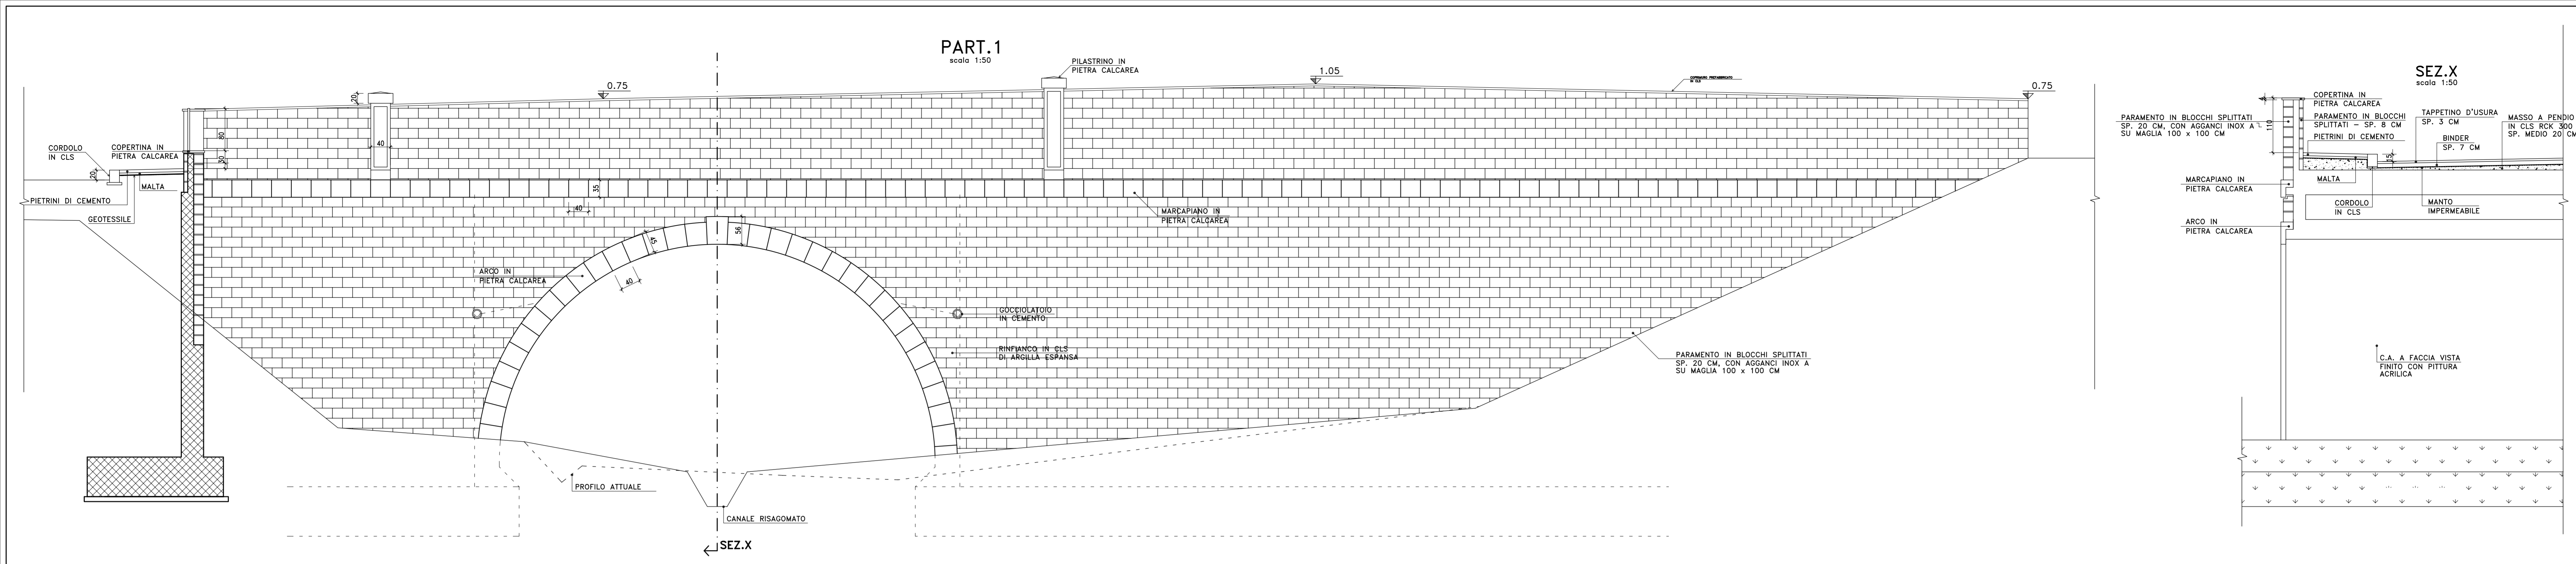 PART.1
scala 1:50
PILASTRINO IN
PIETRA CALCAREA
1.05
0.75
COPRIMURO PREFABBRICATO
IN CLS
0.75
20
80
30
40
CORDOLO
IN CLS
COPERTINA IN
PIETRA CALCAREA
20
MALTA
PIETRINI DI CEMENTO
GEOTESSILE
35
40
MARCAPIANO IN
PIETRA CALCAREA
56
45
40
ARCO IN
PIETRA CALCAREA
GOCCIOLATOIO
IN CEMENTO
RINFIANCO IN CLS
DI ARGILLA ESPANSA
PARAMENTO IN BLOCCHI SPLITTATI
SP. 20 CM, CON AGGANCI INOX A
SU MAGLIA 100 x 100 CM
PROFILO ATTUALE
CANALE RISAGOMATO
SEZ.X
SEZ.X
scala 1:50
COPERTINA IN
PIETRA CALCAREA
110
PARAMENTO IN BLOCCHI SPLITTATI
SP. 20 CM, CON AGGANCI INOX A
SU MAGLIA 100 x 100 CM
PARAMENTO IN BLOCCHI
SPLITTATI - SP. 8 CM
PIETRINI DI CEMENTO
TAPPETINO D'USURA
SP. 3 CM
BINDER
SP. 7 CM
MASSO A PENDIO
IN CLS RCK 300
SP. MEDIO 20 CM
15
MALTA
MARCAPIANO IN
PIETRA CALCAREA
CORDOLO
IN CLS
MANTO
IMPERMEABILE
ARCO IN
PIETRA CALCAREA
C.A. A FACCIA VISTA
FINITO CON PITTURA
ACRILICA